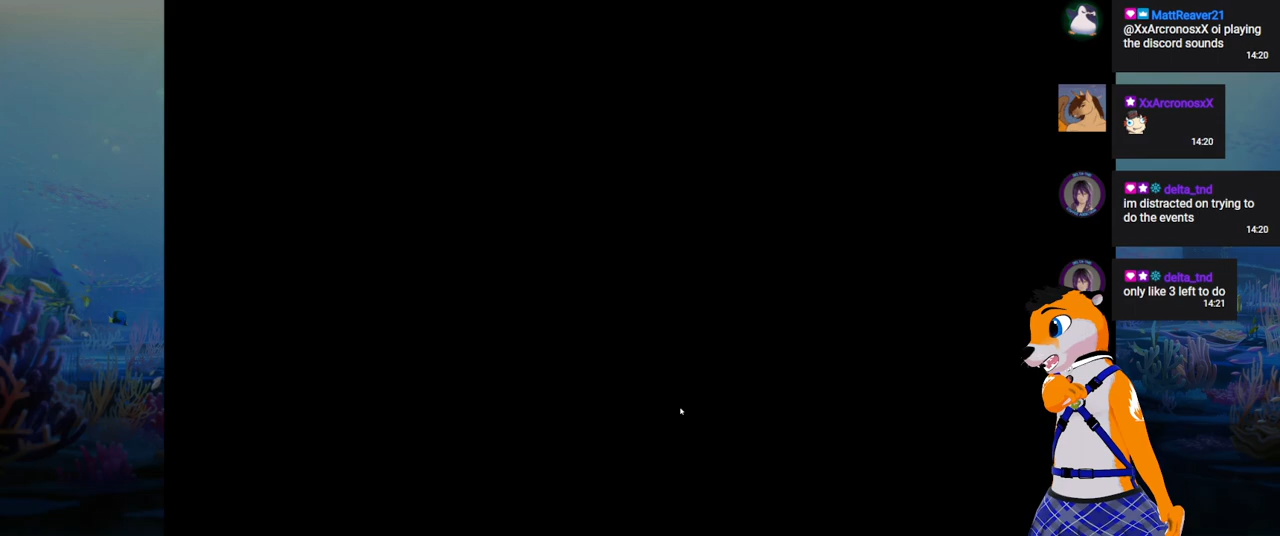 MattReaver21
@XxArcronosxX oi playing
the discord sounds
14:20
XxArcronosxX
14:20
delta_tnd
im distracted on trying to
do the events
14:20
delta_tnd
only like 3 left to do
14:21